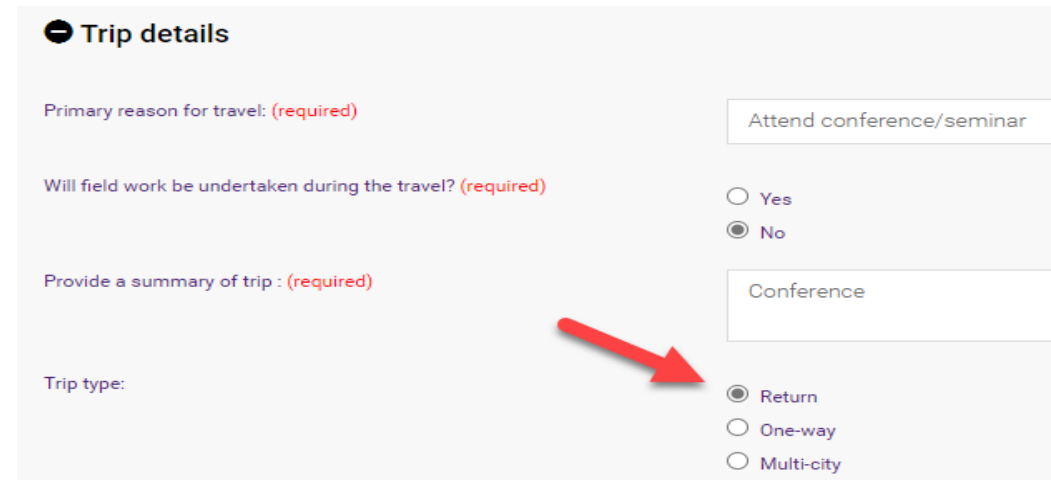 Trip details
Primary reason for travel: (required)
Attend conference/seminar
Will field work be undertaken during the travel? (required)
Yes
No
Provide a summary of trip : (required)
Conference
Trip type:
Return
One-way
Multi-city